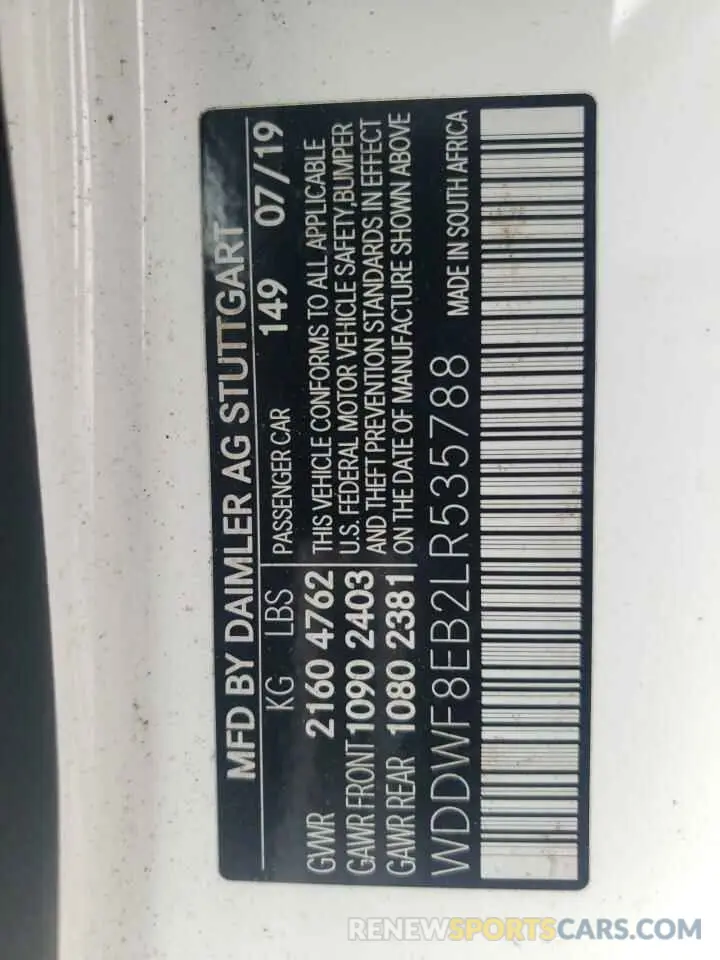 MFD BY DAIMLER AG STUTTGART
KG LBS 149 07/19
PASSENGER CAR
GVWR 2160 4762 THIS VEHICLE CONFORMS TO ALL APPLICABLE
GAWR FRONT 1090 2403 U.S. FEDERAL MOTOR VEHICLE SAFETY,BUMPER
AND THEFT PREVENTION STANDARDS IN EFFECT
GAWR REAR 1080 2381 ON THE DATE OF MANUFACTURE SHOWN ABOVE
WDDWF8EB2LR535788 MADE IN SOUTH AFRICA
RENEWSPORTSCARS.COM